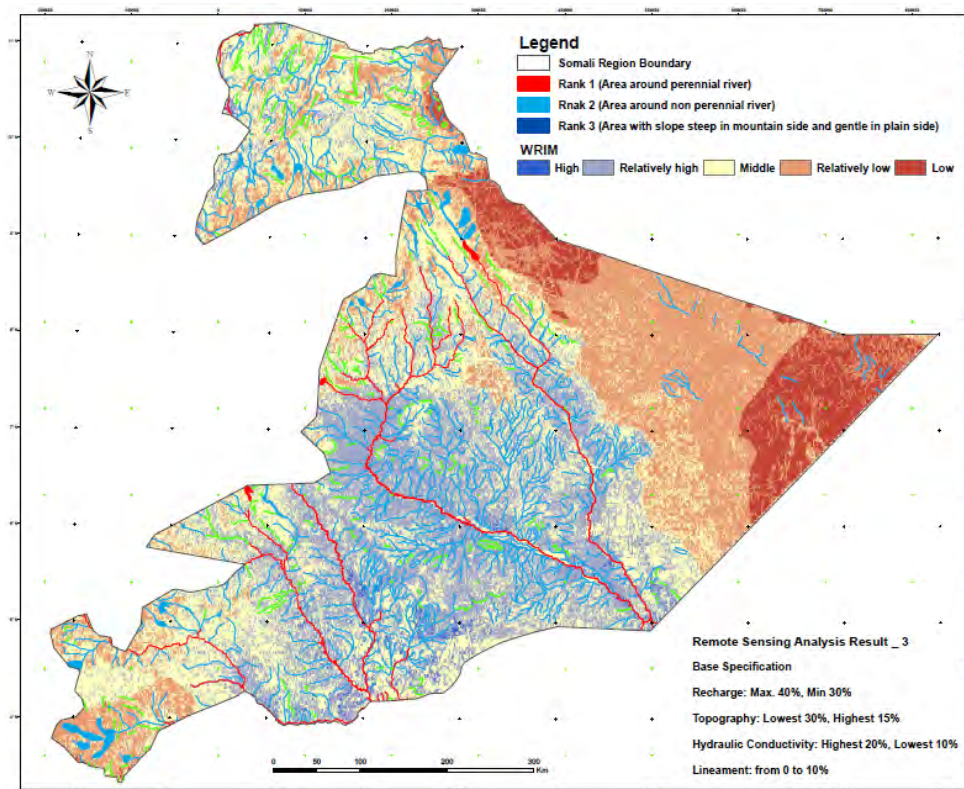 N
W
E
S
Legend
Somali Region Boundary
Rank 1 (Area around perennial river)
Rnak 2 (Area around non perennial river)
Rank 3 (Area with slope steep in mountain side and gentle in plain side)
WRIM
High
Relatively high
Middle
Relatively low
Low
Remote Sensing Analysis Result _ 3
Base Specification
Recharge: Max. 40%, Min 30%
Topography: Lowest 30%, Highest 15%
Hydraulic Conductivity: Highest 20%, Lowest 10%
Lineament: from 0 to 10%
0 50 100 200 300
Km